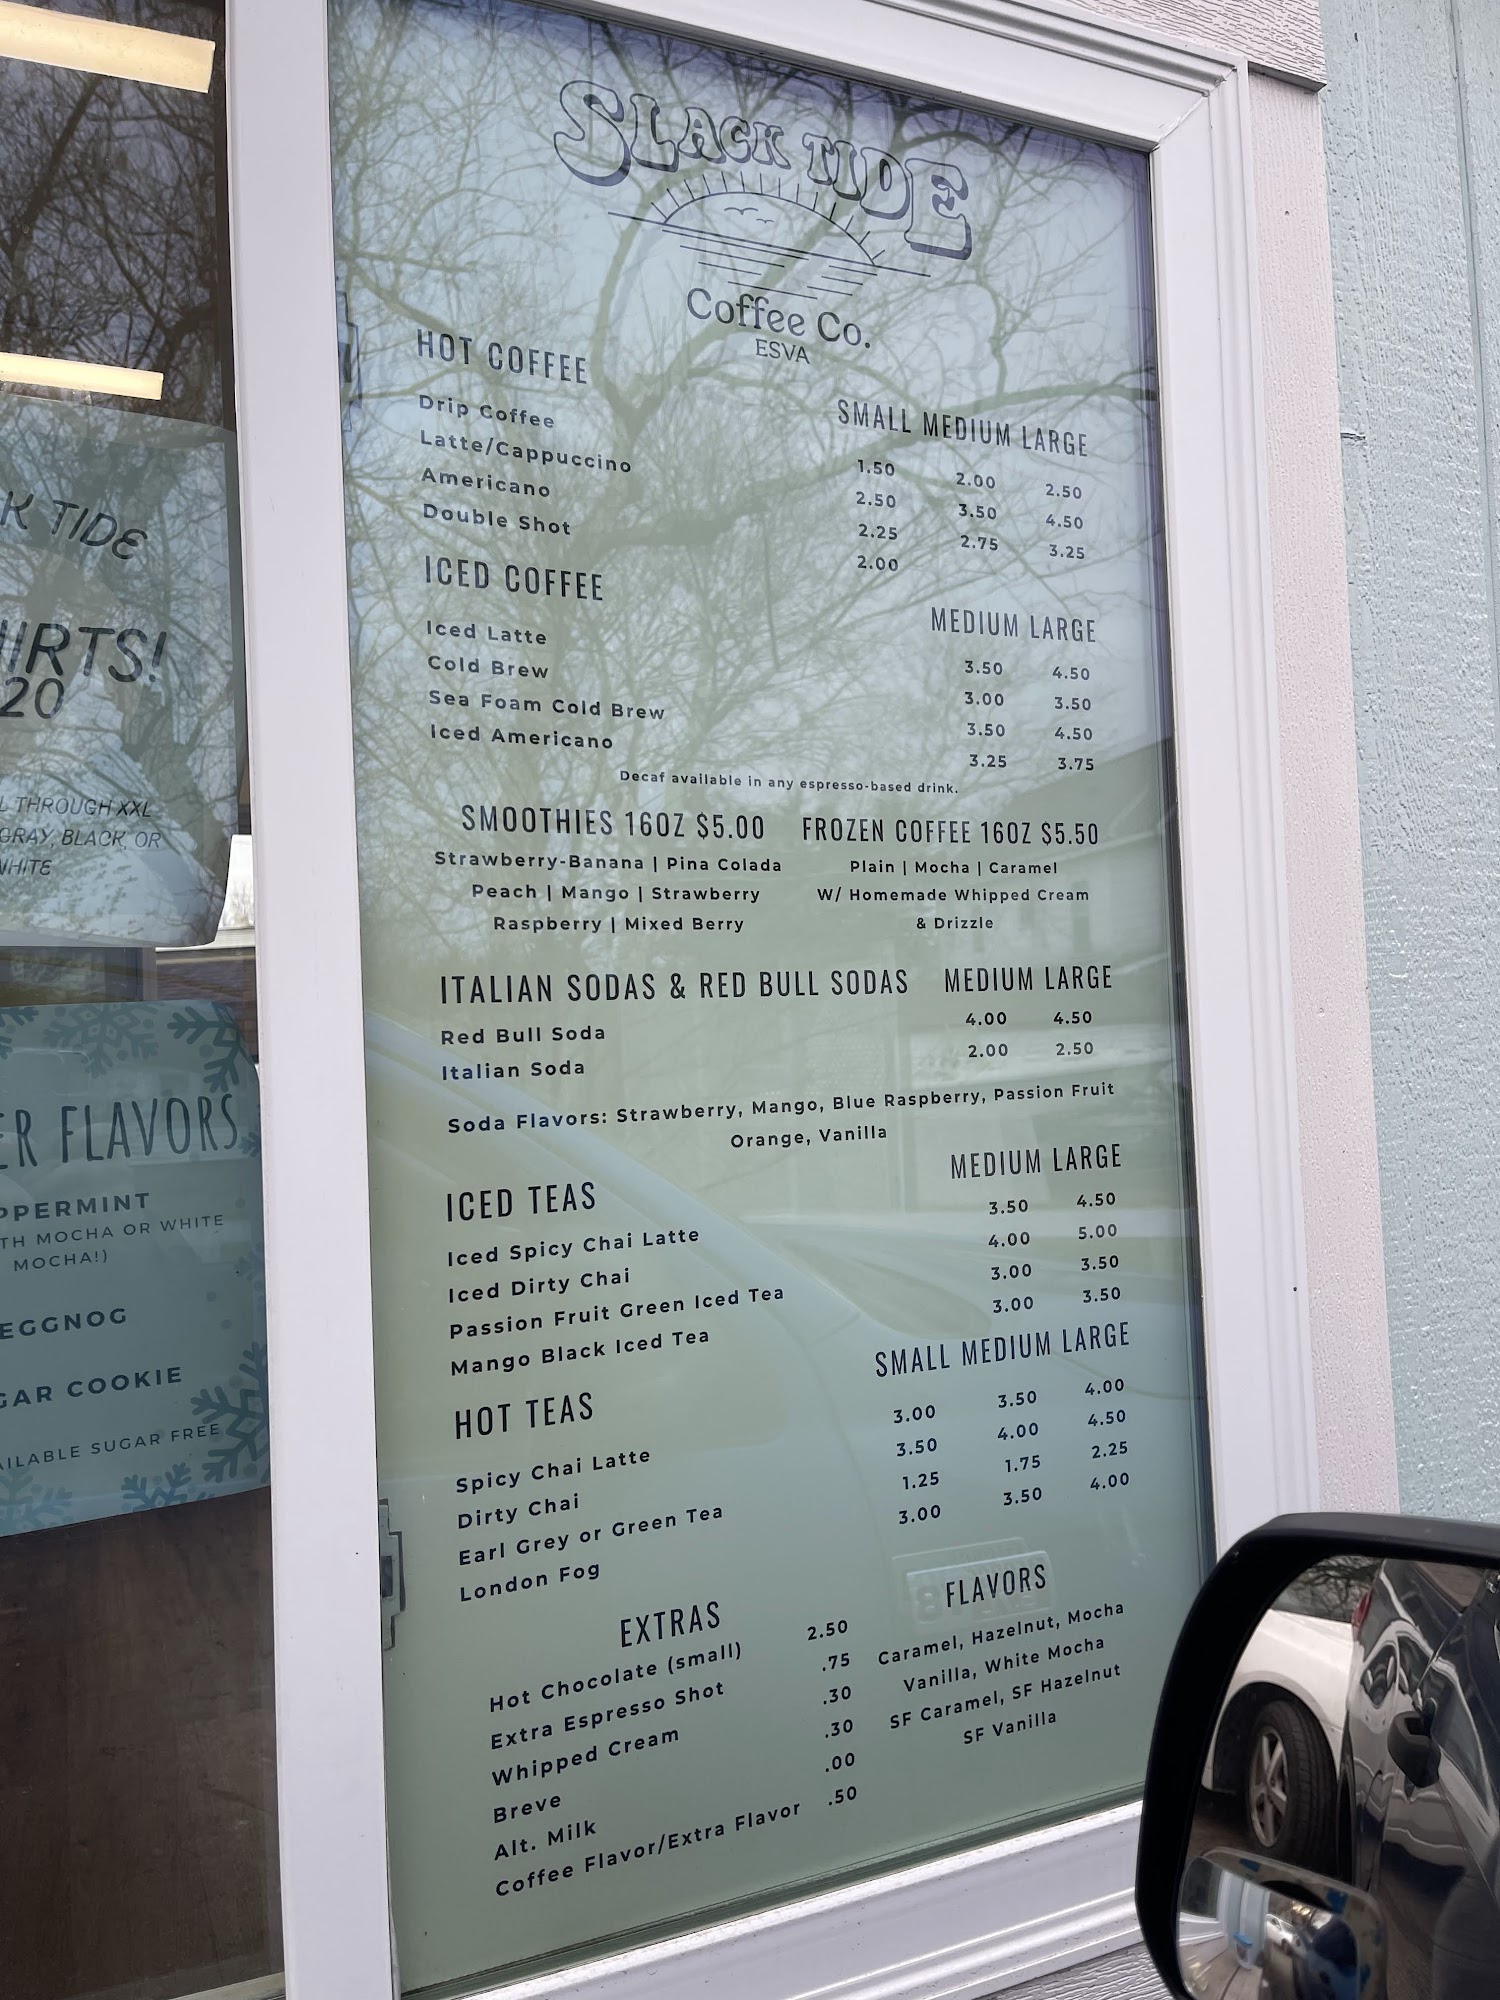 SLACK TIDE
Coffee Co.
ESVA
HOT COFFEE
SMALL MEDIUM LARGE
Drip Coffee 1.50 2.00 2.50
Latte/Cappuccino 2.50 3.50 4.50
Americano 2.25 2.75 3.25
Double Shot 2.00
ICED COFFEE
MEDIUM LARGE
Iced Latte 3.50 4.50
Cold Brew 3.00 3.50
Sea Foam Cold Brew 3.50 4.50
Iced Americano 3.25 3.75
Decaf available in any espresso-based drink.
SMOOTHIES 16OZ $5.00
Strawberry-Banana | Pina Colada
Peach | Mango | Strawberry
Raspberry | Mixed Berry
FROZEN COFFEE 16OZ $5.50
Plain | Mocha | Caramel
W/ Homemade Whipped Cream
& Drizzle
ITALIAN SODAS & RED BULL SODAS MEDIUM LARGE
Red Bull Soda 4.00 4.50
Italian Soda 2.00 2.50
Soda Flavors: Strawberry, Mango, Blue Raspberry, Passion Fruit
Orange, Vanilla
ICED TEAS MEDIUM LARGE
Iced Spicy Chai Latte 3.50 4.50
Iced Dirty Chai 4.00 5.00
Passion Fruit Green Iced Tea 3.00 3.50
Mango Black Iced Tea 3.00 3.50
HOT TEAS SMALL MEDIUM LARGE
Spicy Chai Latte 3.00 3.50 4.00
Dirty Chai 3.50 4.00 4.50
Earl Grey or Green Tea 1.25 1.75 2.25
London Fog 3.00 3.50 4.00
EXTRAS
Hot Chocolate (small) 2.50
Extra Espresso Shot .75
Whipped Cream .30
Breve .30
Alt. Milk .00
Coffee Flavor/Extra Flavor .50
FLAVORS
Caramel, Hazelnut, Mocha
Vanilla, White Mocha
SF Caramel, SF Hazelnut
SF Vanilla
K TIDE
IRTS!
20
L THROUGH XXL
GRAY, BLACK, OR
WHITE
ER FLAVORS
PPERMINT
TH MOCHA OR WHITE
MOCHA!)
EGGNOG
GAR COOKIE
AILABLE SUGAR FREE